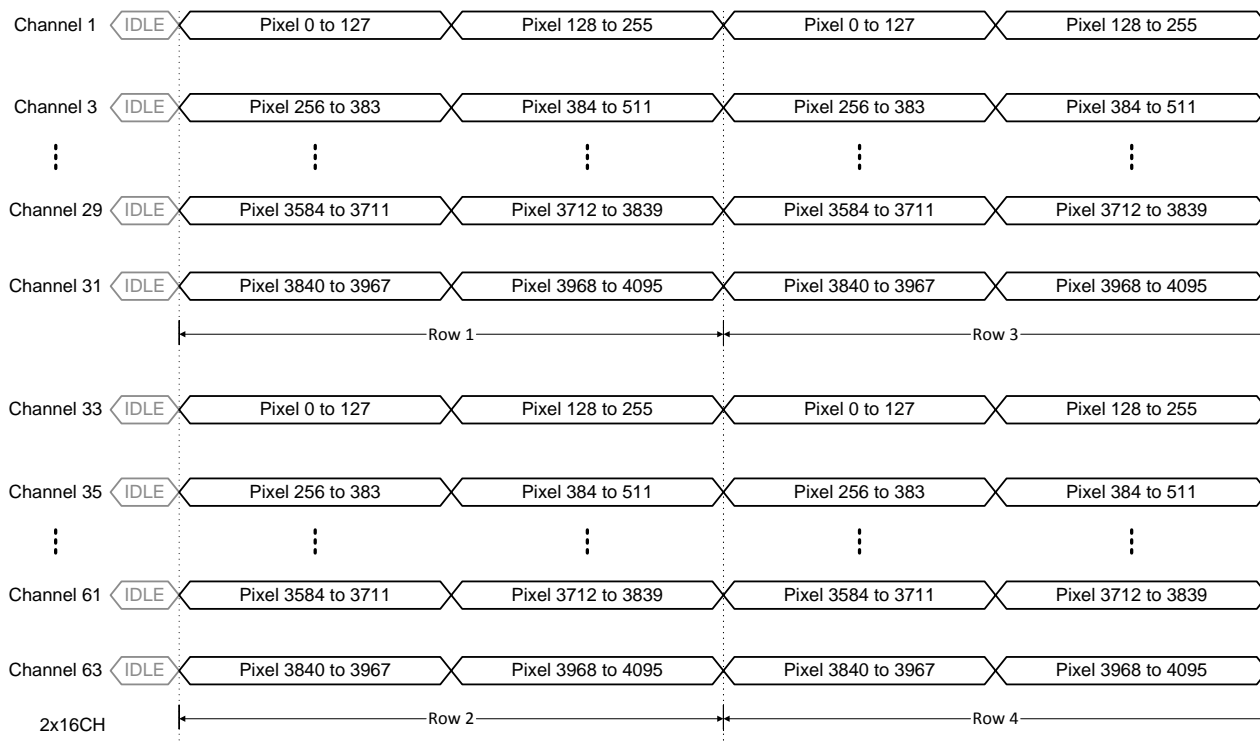 Channel 1 IDLE Pixel 0 to 127 Pixel 128 to 255 Pixel 0 to 127 Pixel 128 to 255
Channel 3 IDLE Pixel 256 to 383 Pixel 384 to 511 Pixel 256 to 383 Pixel 384 to 511
Channel 29 IDLE Pixel 3584 to 3711 Pixel 3712 to 3839 Pixel 3584 to 3711 Pixel 3712 to 3839
Channel 31 IDLE Pixel 3840 to 3967 Pixel 3968 to 4095 Pixel 3840 to 3967 Pixel 3968 to 4095
Row 1 Row 3
Channel 33 IDLE Pixel 0 to 127 Pixel 128 to 255 Pixel 0 to 127 Pixel 128 to 255
Channel 35 IDLE Pixel 256 to 383 Pixel 384 to 511 Pixel 256 to 383 Pixel 384 to 511
Channel 61 IDLE Pixel 3584 to 3711 Pixel 3712 to 3839 Pixel 3584 to 3711 Pixel 3712 to 3839
Channel 63 IDLE Pixel 3840 to 3967 Pixel 3968 to 4095 Pixel 3840 to 3967 Pixel 3968 to 4095
2x16CH Row 2 Row 4